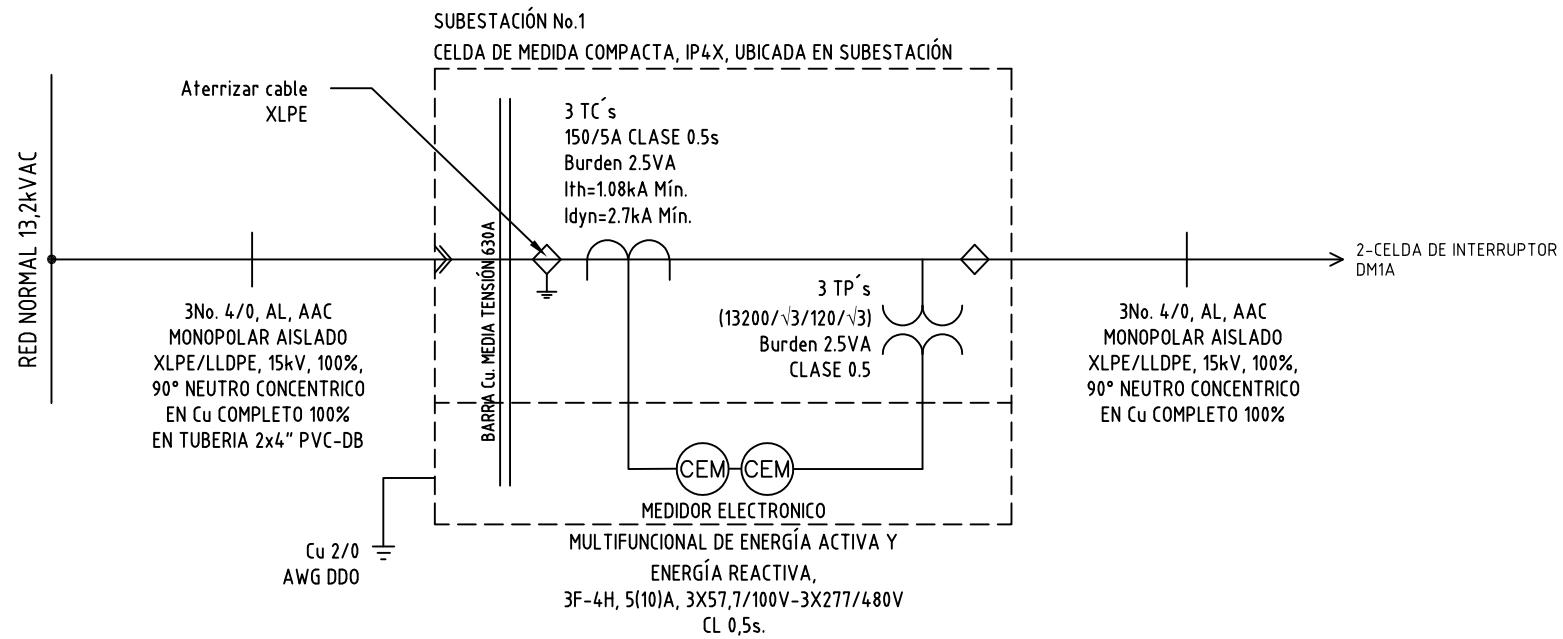 SUBESTACIÓN No.1
CELDA DE MEDIDA COMPACTA, IP4X, UBICADA EN SUBESTACIÓN
Aterrizar cable
XLPE
3 TC´s
150/5A CLASE 0.5s
Burden 2.5VA
Ith=1.08kA Mín.
Idyn=2.7kA Mín.
RED NORMAL 13,2kVAC
BARRA Cu. MEDIA TENSIÓN 630A
2-CELDA DE INTERRUPTOR
DM1A
3No. 4/0, AL, AAC
MONOPOLAR AISLADO
XLPE/LLDPE, 15kV, 100%,
90° NEUTRO CONCENTRICO
EN Cu COMPLETO 100%
EN TUBERIA 2x4" PVC-DB
3 TP´s
(13200/√3/120/√3)
Burden 2.5VA
CLASE 0.5
3No. 4/0, AL, AAC
MONOPOLAR AISLADO
XLPE/LLDPE, 15kV, 100%,
90° NEUTRO CONCENTRICO
EN Cu COMPLETO 100%
CEM CEM
MEDIDOR ELECTRONICO
MULTIFUNCIONAL DE ENERGÍA ACTIVA Y
ENERGÍA REACTIVA,
3F-4H, 5(10)A, 3X57,7/100V-3X277/480V
CL 0,5s.
Cu 2/0
AWG DDO